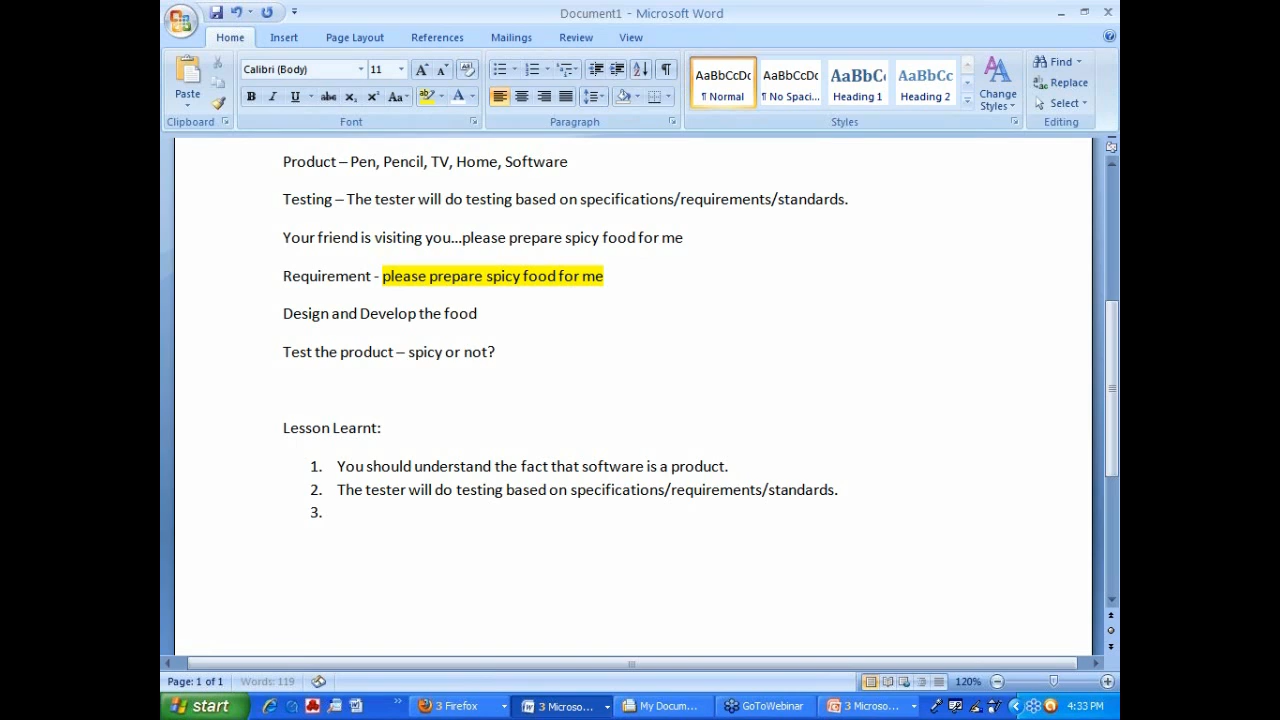 Document1 - Microsoft Word
Home Insert Page Layout References Mailings Review View
Calibri (Body) 11
AaBbCcDc AaBbCcDc AaBbC AaBbCc
Paste
¶ Normal ¶ No Spaci... Heading 1 Heading 2
Change Styles
Find
Replace
Select
Clipboard Font Paragraph Styles Editing
Product – Pen, Pencil, TV, Home, Software
Testing – The tester will do testing based on specifications/requirements/standards.
Your friend is visiting you...please prepare spicy food for me
Requirement - please prepare spicy food for me
Design and Develop the food
Test the product – spicy or not?
Lesson Learnt:
1. You should understand the fact that software is a product.
2. The tester will do testing based on specifications/requirements/standards.
3.
Page: 1 of 1 Words: 119 120%
start 3 Firefox 3 Microso... My Docum... GoToWebinar 3 Microso... 4:33 PM